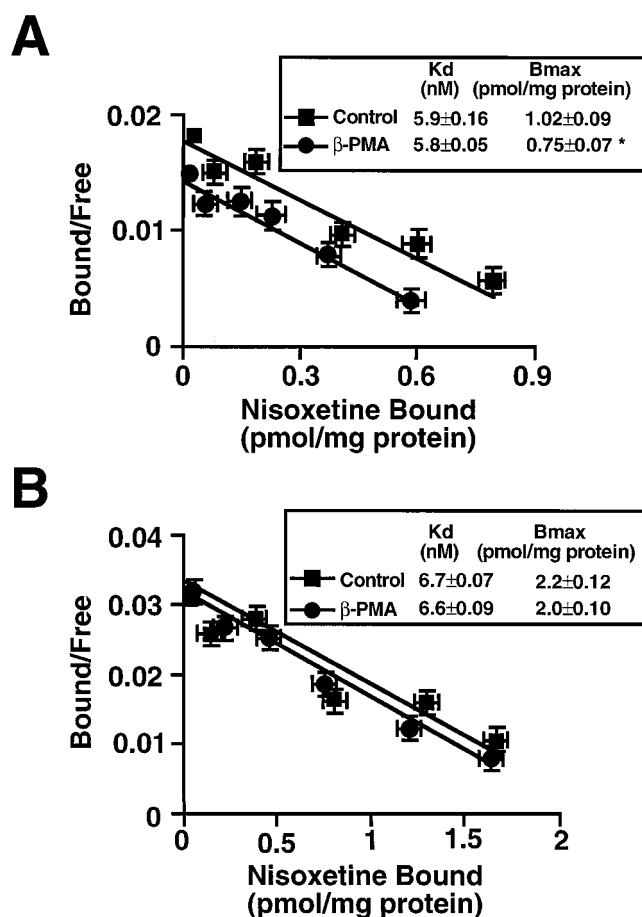 A
Kd Bmax
(nM) (pmol/mg protein)
Control 5.9±0.16 1.02±0.09
β-PMA 5.8±0.05 0.75±0.07 *
0.02
0.01
0
Bound/Free
0 0.3 0.6 0.9
Nisoxetine Bound
(pmol/mg protein)
B
Kd Bmax
(nM) (pmol/mg protein)
Control 6.7±0.07 2.2±0.12
β-PMA 6.6±0.09 2.0±0.10
0.04
0.03
0.02
0.01
0
Bound/Free
0 0.5 1 1.5 2
Nisoxetine Bound
(pmol/mg protein)